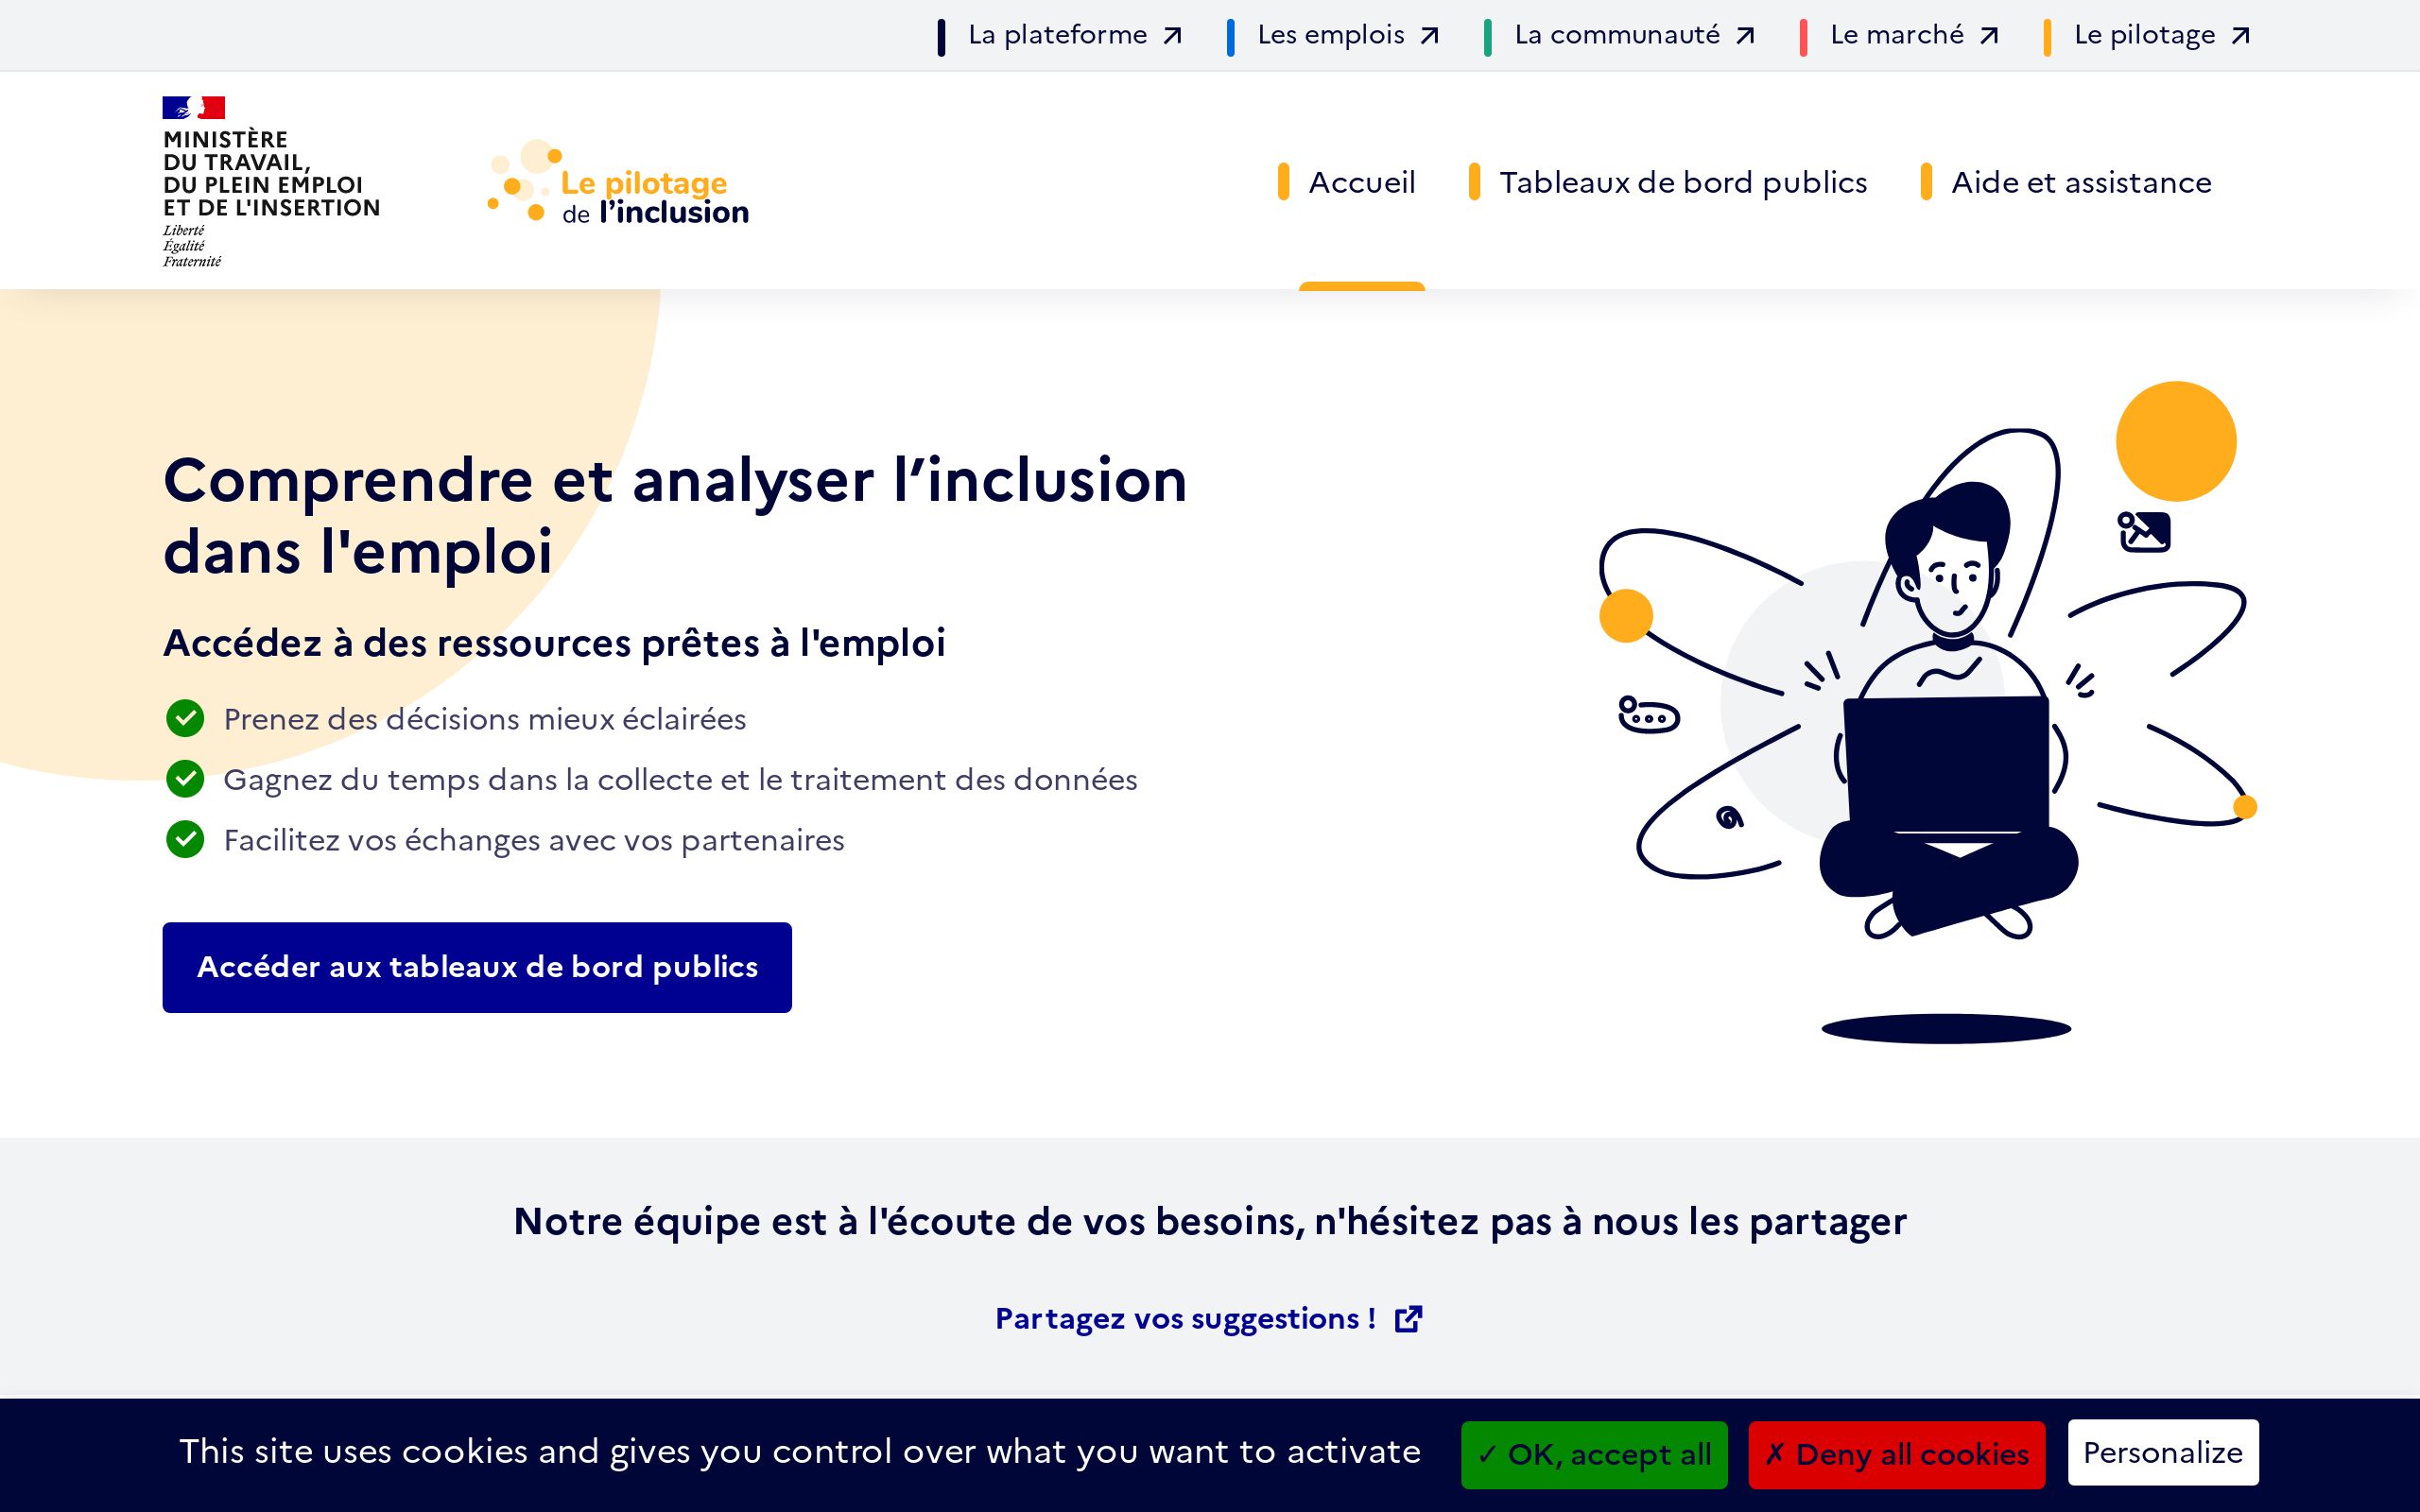 La plateforme
Les emplois
La communauté
Le marché
Le pilotage
MINISTÈRE
DU TRAVAIL,
DU PLEIN EMPLOI
ET DE L'INSERTION
Liberté
Égalité
Fraternité
Le pilotage
de l’inclusion
Accueil
Tableaux de bord publics
Aide et assistance
Comprendre et analyser l’inclusion
dans l'emploi
Accédez à des ressources prêtes à l'emploi
Prenez des décisions mieux éclairées
Gagnez du temps dans la collecte et le traitement des données
Facilitez vos échanges avec vos partenaires
Accéder aux tableaux de bord publics
Notre équipe est à l'écoute de vos besoins, n'hésitez pas à nous les partager
Partagez vos suggestions !
This site uses cookies and gives you control over what you want to activate
✓ OK, accept all
✗ Deny all cookies
Personalize